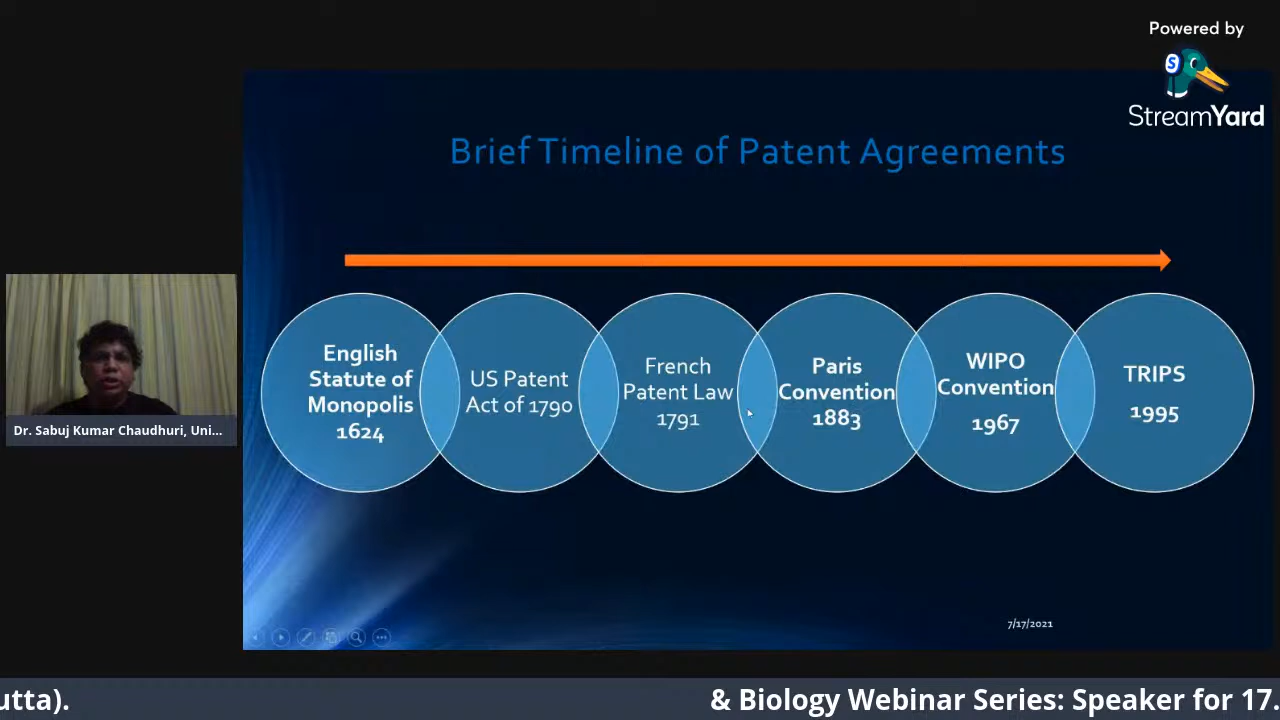 Powered by
S
StreamYard
Brief Timeline of Patent Agreements
English
Statute of
Monopolis
1624
US Patent
Act of 1790
French
Patent Law
1791
Paris
Convention
1883
WIPO
Convention
1967
TRIPS
1995
Dr. Sabuj Kumar Chaudhuri, Uni...
7/17/2021
utta). & Biology Webinar Series: Speaker for 17.